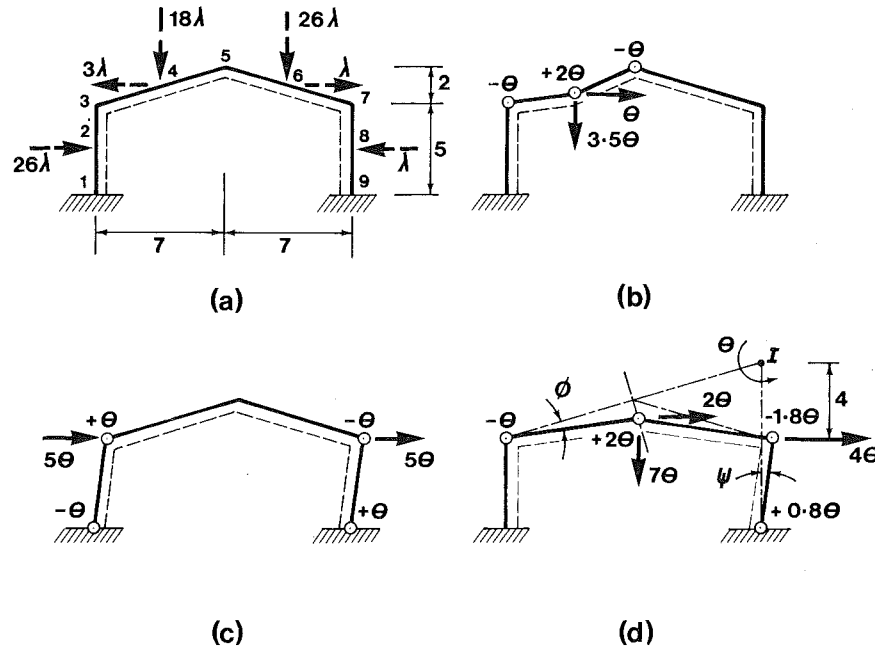 18λ
26λ
5
3λ
4
6
λ
3
7
2
2
8
5
26λ
λ
1
9
7
7
(a)
-θ
-θ
+2θ
θ
3·5θ
(b)
+θ
-θ
5θ
5θ
-θ
+θ
(c)
θ
I
ϕ
4
2θ
-θ
-1·8θ
+2θ
4θ
7θ
ψ
+0·8θ
(d)